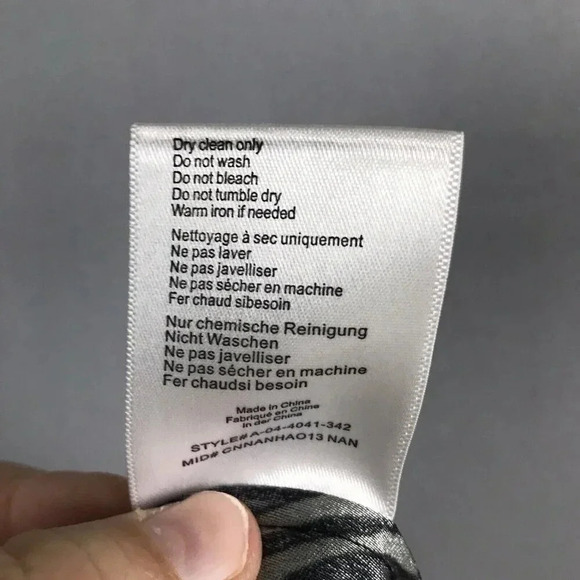 Dry clean only
Do not wash
Do not bleach
Do not tumble dry
Warm iron if needed
Nettoyage à sec uniquement
Ne pas laver
Ne pas javelliser
Ne pas sécher en machine
Fer chaud sibesoin
Nur chemische Reinigung
Nicht Waschen
Ne pas javelliser
Ne pas sécher en machine
Fer chaudsi besoin
Made in China
Fabriqué en Chine
in der China
STYLE# A-04-4041-342
MID# CNNANHAO13 NAN